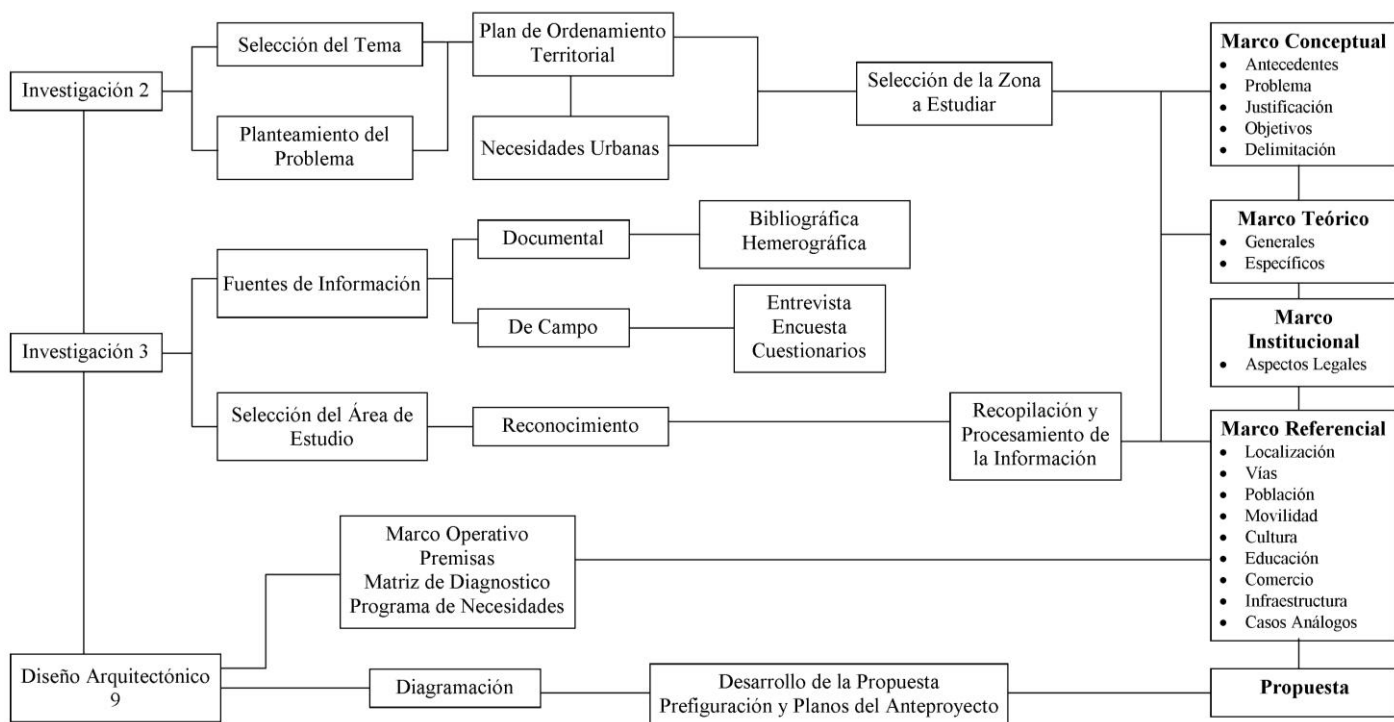 Investigación 2
Selección del Tema
Planteamiento del
Problema
Plan de Ordenamiento
Territorial
Necesidades Urbanas
Selección de la Zona
a Estudiar
Marco Conceptual
• Antecedentes
• Problema
• Justificación
• Objetivos
• Delimitación
Marco Teórico
• Generales
• Específicos
Marco
Institucional
• Aspectos Legales
Investigación 3
Fuentes de Información
Documental
Bibliográfica
Hemerográfica
De Campo
Entrevista
Encuesta
Cuestionarios
Selección del Área de
Estudio
Reconocimiento
Recopilación y
Procesamiento de
la Información
Marco Referencial
• Localización
• Vías
• Población
• Movilidad
• Cultura
• Educación
• Comercio
• Infraestructura
• Casos Análogos
Marco Operativo
Premisas
Matriz de Diagnostico
Programa de Necesidades
Diseño Arquitectónico
9
Diagramación
Desarrollo de la Propuesta
Prefiguración y Planos del Anteproyecto
Propuesta